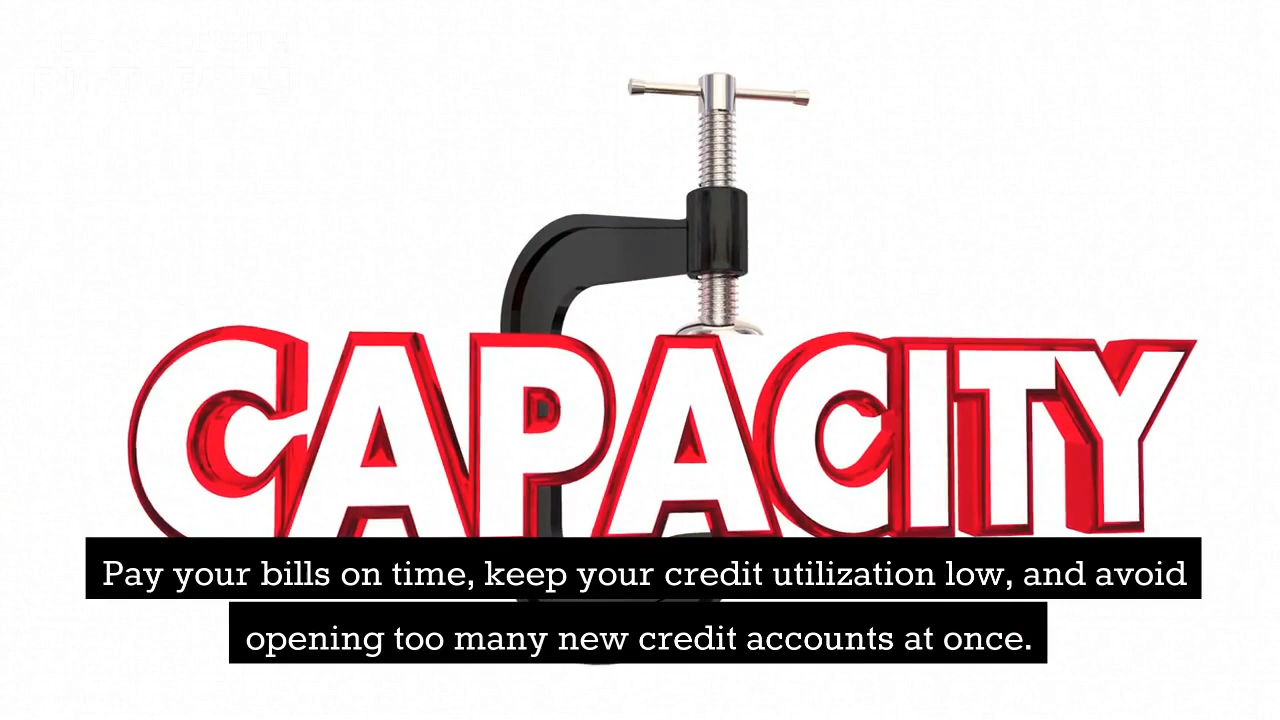 CAPACITY
Pay your bills on time, keep your credit utilization low, and avoid
opening too many new credit accounts at once.